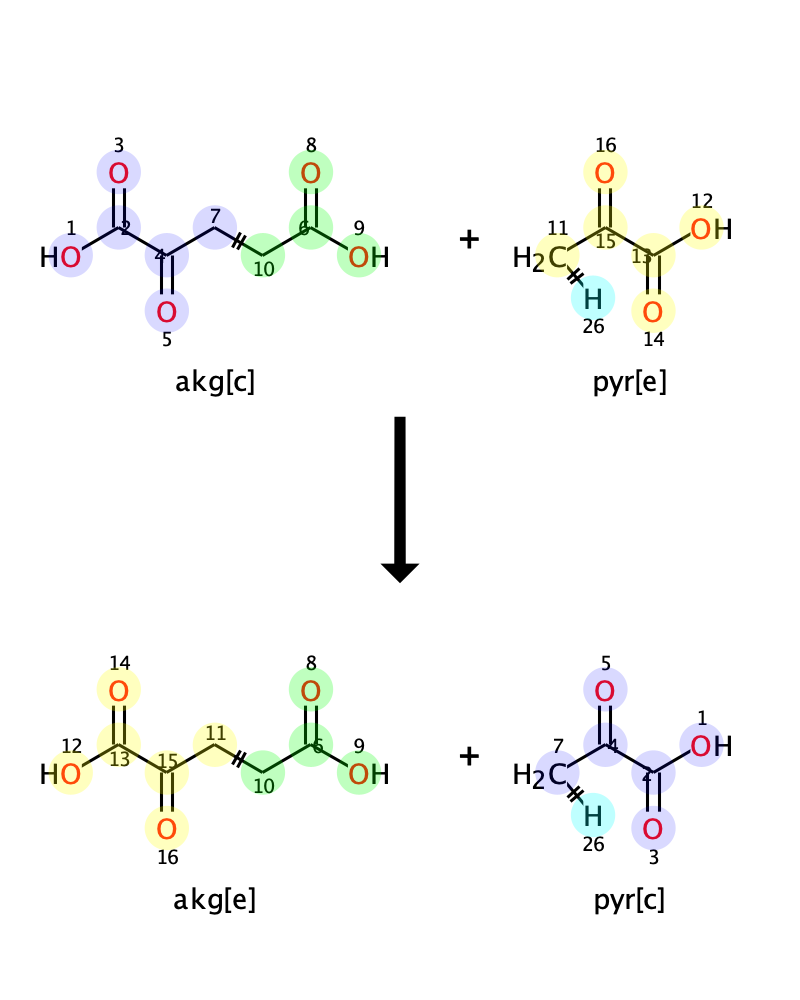 3 8 16
O O O
1 2 7 6 9 11 15 12
HO 4 10 OH + H2C 13 OH
O H O
5 26 14
akg[c] pyr[e]
14 8 5
O O O
12 13 11 6 9 7 4 1
HO 15 10 OH + H2C 2 OH
O H O
16 26 3
akg[e] pyr[c]